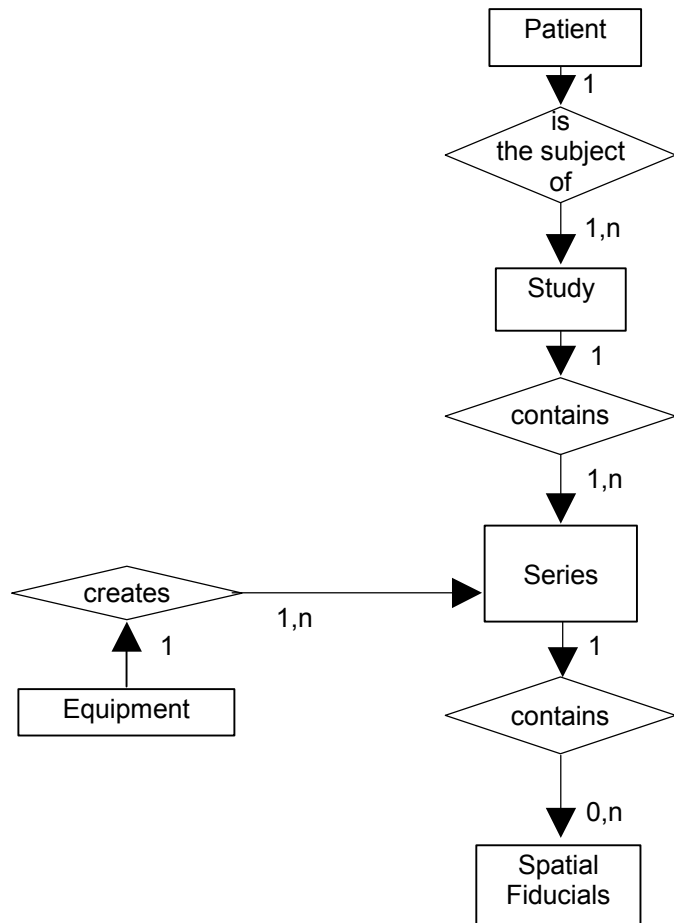 Patient
1
is
the subject
of
1,n
Study
1
contains
1,n
Series
creates
1,n
1
Equipment
1
contains
0,n
Spatial
Fiducials